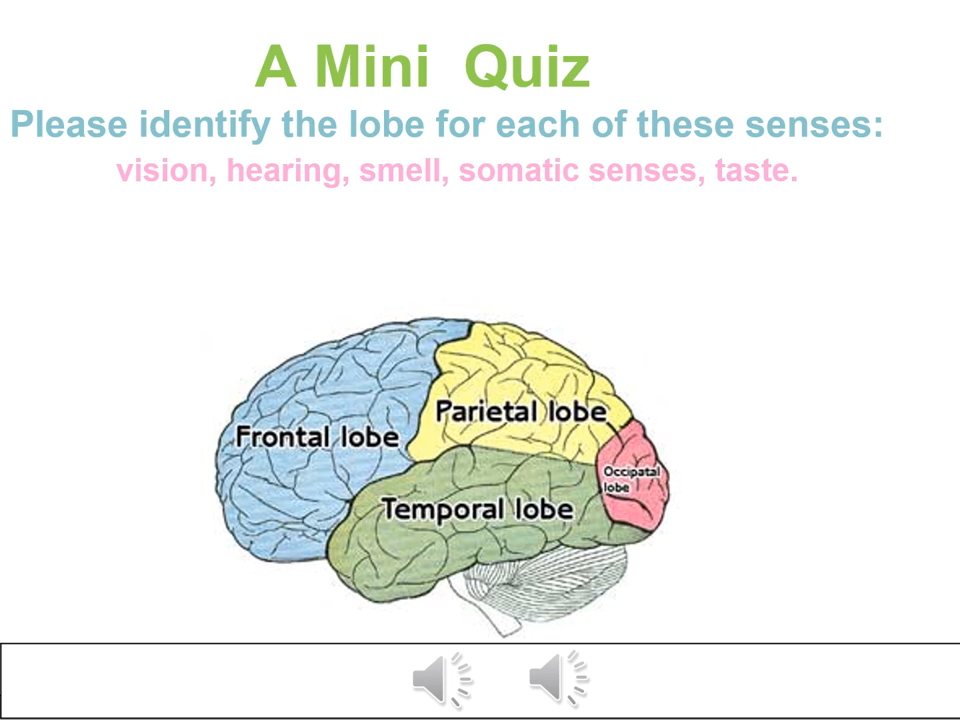 A Mini Quiz
Please identify the lobe for each of these senses:
vision, hearing, smell, somatic senses, taste.
Parietal lobe
Frontal lobe
Occipatal
lobe
Temporal lobe